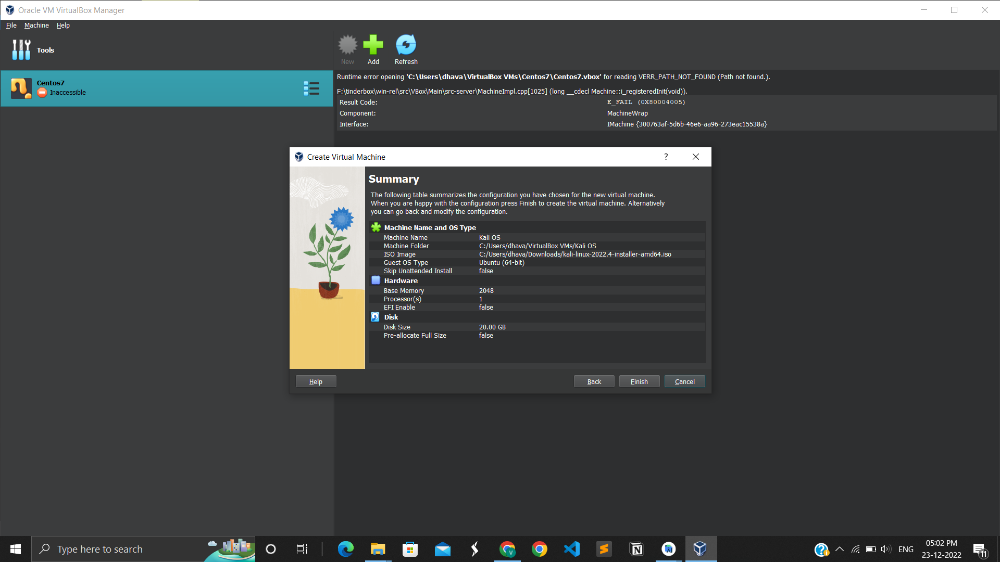 Oracle VM VirtualBox Manager
File Machine Help
Tools
New Add Refresh
Centos7
Inaccessible
Runtime error opening 'C:\Users\dhava\VirtualBox VMs\Centos7\Centos7.vbox' for reading VERR_PATH_NOT_FOUND (Path not found.).
F:\tinderbox\win-rel\src\VBox\Main\src-server\MachineImpl.cpp[1025] (long __cdecl Machine::i_registeredInit(void)).
Result Code: E_FAIL (0X80004005)
Component: MachineWrap
Interface: IMachine {300763af-5d6b-46e6-aa96-273eac15538a}
Create Virtual Machine ?
Summary
The following table summarizes the configuration you have chosen for the new virtual machine.
When you are happy with the configuration press Finish to create the virtual machine. Alternatively
you can go back and modify the configuration.
Machine Name and OS Type
Machine Name Kali OS
Machine Folder C:/Users/dhava/VirtualBox VMs/Kali OS
ISO Image C:/Users/dhava/Downloads/kali-linux-2022.4-installer-amd64.iso
Guest OS Type Ubuntu (64-bit)
Skip Unattended Install false
Hardware
Base Memory 2048
Processor(s) 1
EFI Enable false
Disk
Disk Size 20.00 GB
Pre-allocate Full Size false
Help Back Finish Cancel
Type here to search
ENG
05:02 PM
23-12-2022
11